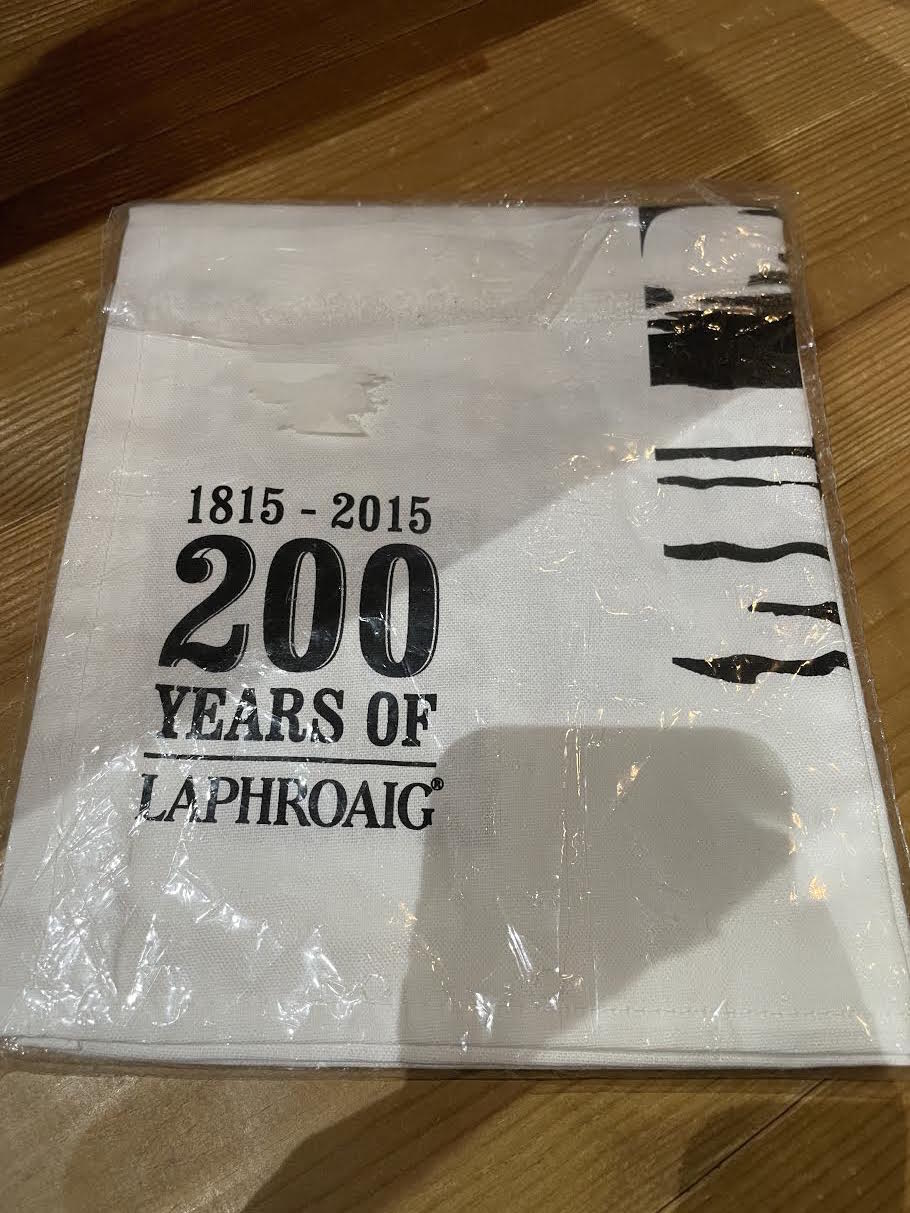 1815 - 2015
200
YEARS OF
LAPHROAIG®